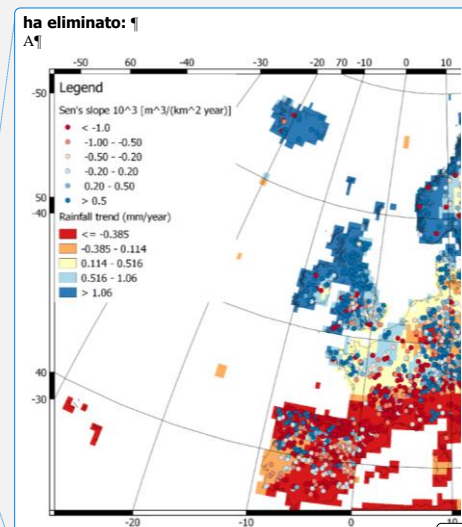 ha eliminato: ¶
A¶
-50 -40 -30 -20 70 -10 0 10
-50
Legend
Sen's slope 10^3 [m^3/(km^2 year)]
< -1.0
-1.00 - -0.50
-0.50 - -0.20
-0.20 - 0.20
0.20 - 0.50
> 0.5
Rainfall trend (mm/year)
<= -0.385
-0.385 - 0.114
0.114 - 0.516
0.516 - 1.06
> 1.06
50
-40
40
-30
-20 -10 0 10